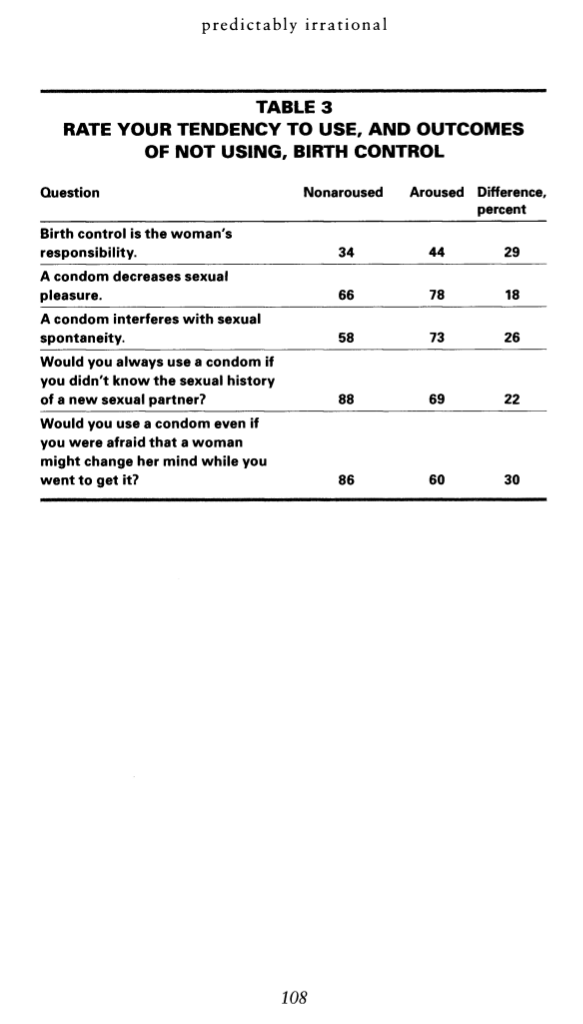 predictably irrational
TABLE 3
RATE YOUR TENDENCY TO USE, AND OUTCOMES
OF NOT USING, BIRTH CONTROL
Question Nonaroused Aroused Difference,
percent
Birth control is the woman's
responsibility. 34 44 29
A condom decreases sexual
pleasure. 66 78 18
A condom interferes with sexual
spontaneity. 58 73 26
Would you always use a condom if
you didn't know the sexual history
of a new sexual partner? 88 69 22
Would you use a condom even if
you were afraid that a woman
might change her mind while you
went to get it? 86 60 30
108